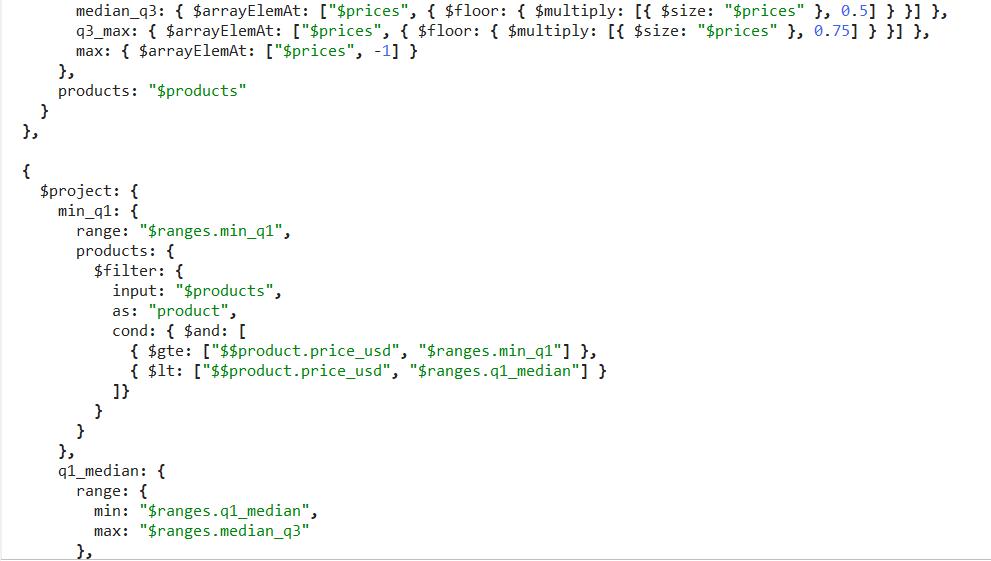 median_q3: { $arrayElemAt: ["$prices", { $floor: { $multiply: [{ $size: "$prices" }, 0.5] } }] },
q3_max: { $arrayElemAt: ["$prices", { $floor: { $multiply: [{ $size: "$prices" }, 0.75] } }] },
max: { $arrayElemAt: ["$prices", -1] }
},
products: "$products"
}
},
{
$project: {
min_q1: {
range: "$ranges.min_q1",
products: {
$filter: {
input: "$products",
as: "product",
cond: { $and: [
{ $gte: ["$$product.price_usd", "$ranges.min_q1"] },
{ $lt: ["$$product.price_usd", "$ranges.q1_median"] }
]}
}
}
},
q1_median: {
range: {
min: "$ranges.q1_median",
max: "$ranges.median_q3"
},